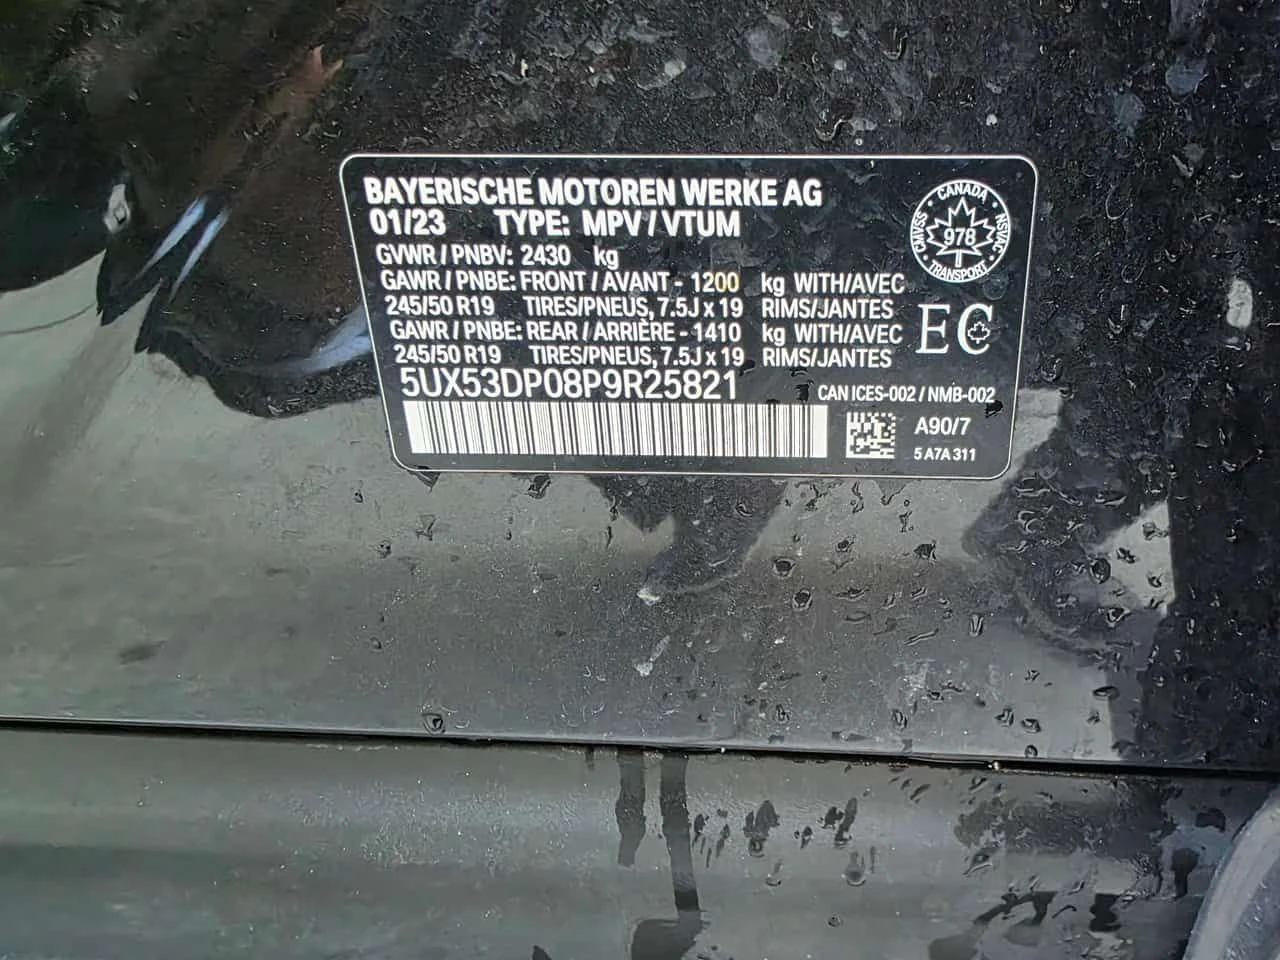 BAYERISCHE MOTOREN WERKE AG
01/23 TYPE: MPV / VTUM
GVWR / PNBV: 2430 kg
GAWR / PNBE: FRONT / AVANT - 1200 kg WITH/AVEC
245/50 R19 TIRES/PNEUS, 7.5J x 19 RIMS/JANTES
GAWR / PNBE: REAR / ARRIÈRE - 1410 kg WITH/AVEC
245/50 R19 TIRES/PNEUS, 7.5J x 19 RIMS/JANTES
5UX53DP08P9R25821
CANADA
CMVSS 978 NSVAC
TRANSPORT
EC
CAN ICES-002 / NMB-002
A90/7
5 A7A 311